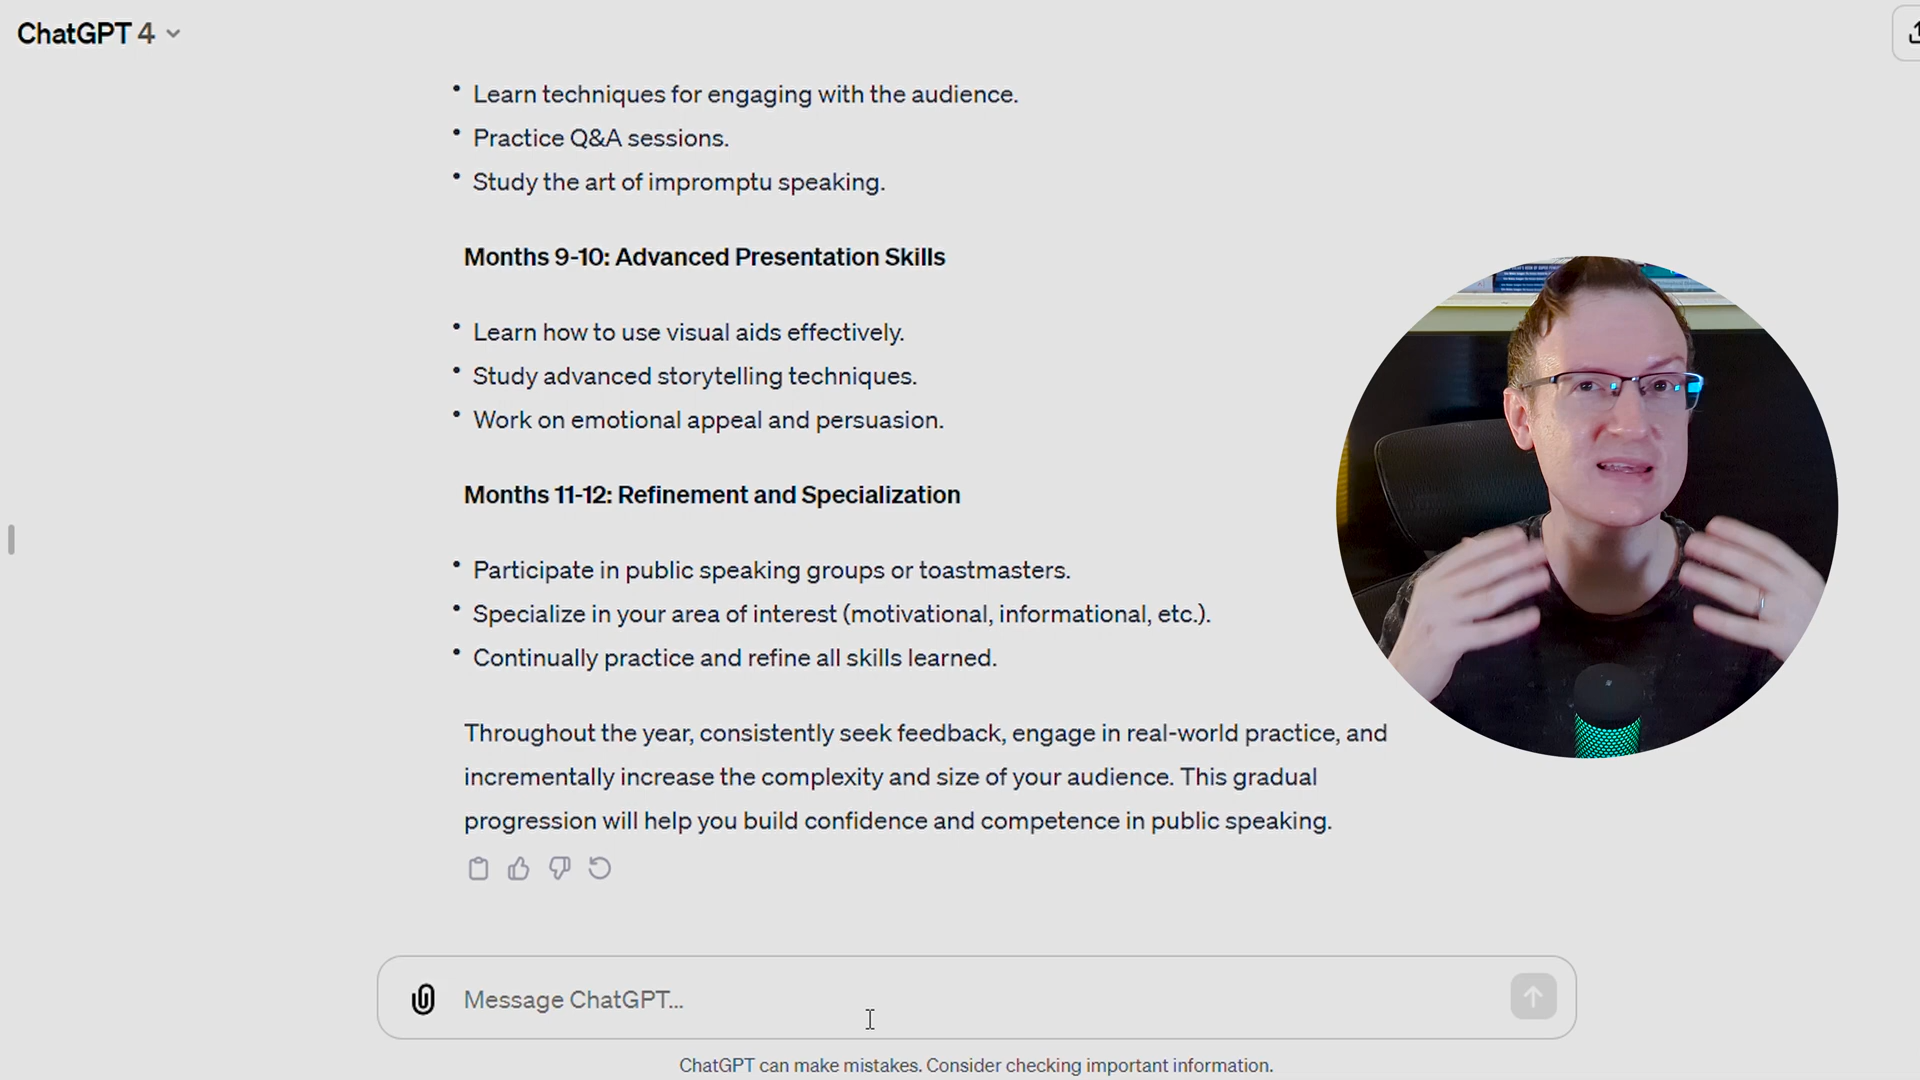 ChatGPT 4
• Learn techniques for engaging with the audience.
• Practice Q&A sessions.
• Study the art of impromptu speaking.
Months 9-10: Advanced Presentation Skills
• Learn how to use visual aids effectively.
• Study advanced storytelling techniques.
• Work on emotional appeal and persuasion.
Months 11-12: Refinement and Specialization
• Participate in public speaking groups or toastmasters.
• Specialize in your area of interest (motivational, informational, etc.).
• Continually practice and refine all skills learned.
Throughout the year, consistently seek feedback, engage in real-world practice, and
incrementally increase the complexity and size of your audience. This gradual
progression will help you build confidence and competence in public speaking.
Message ChatGPT...
ChatGPT can make mistakes. Consider checking important information.